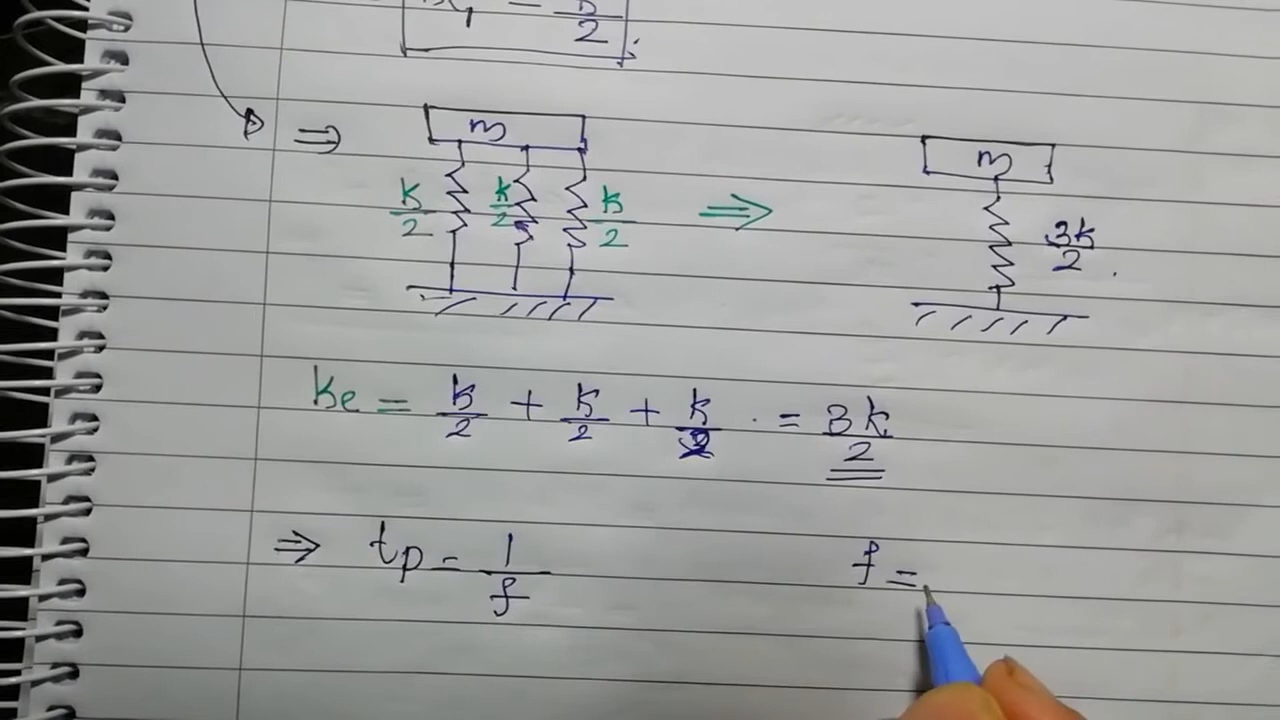 = 2
m m
k/2 k/2 k/2 ⇒ 3k/2
ke = k/2 + k/2 + k/2 = 3k/2
⇒ tp = 1/f f =